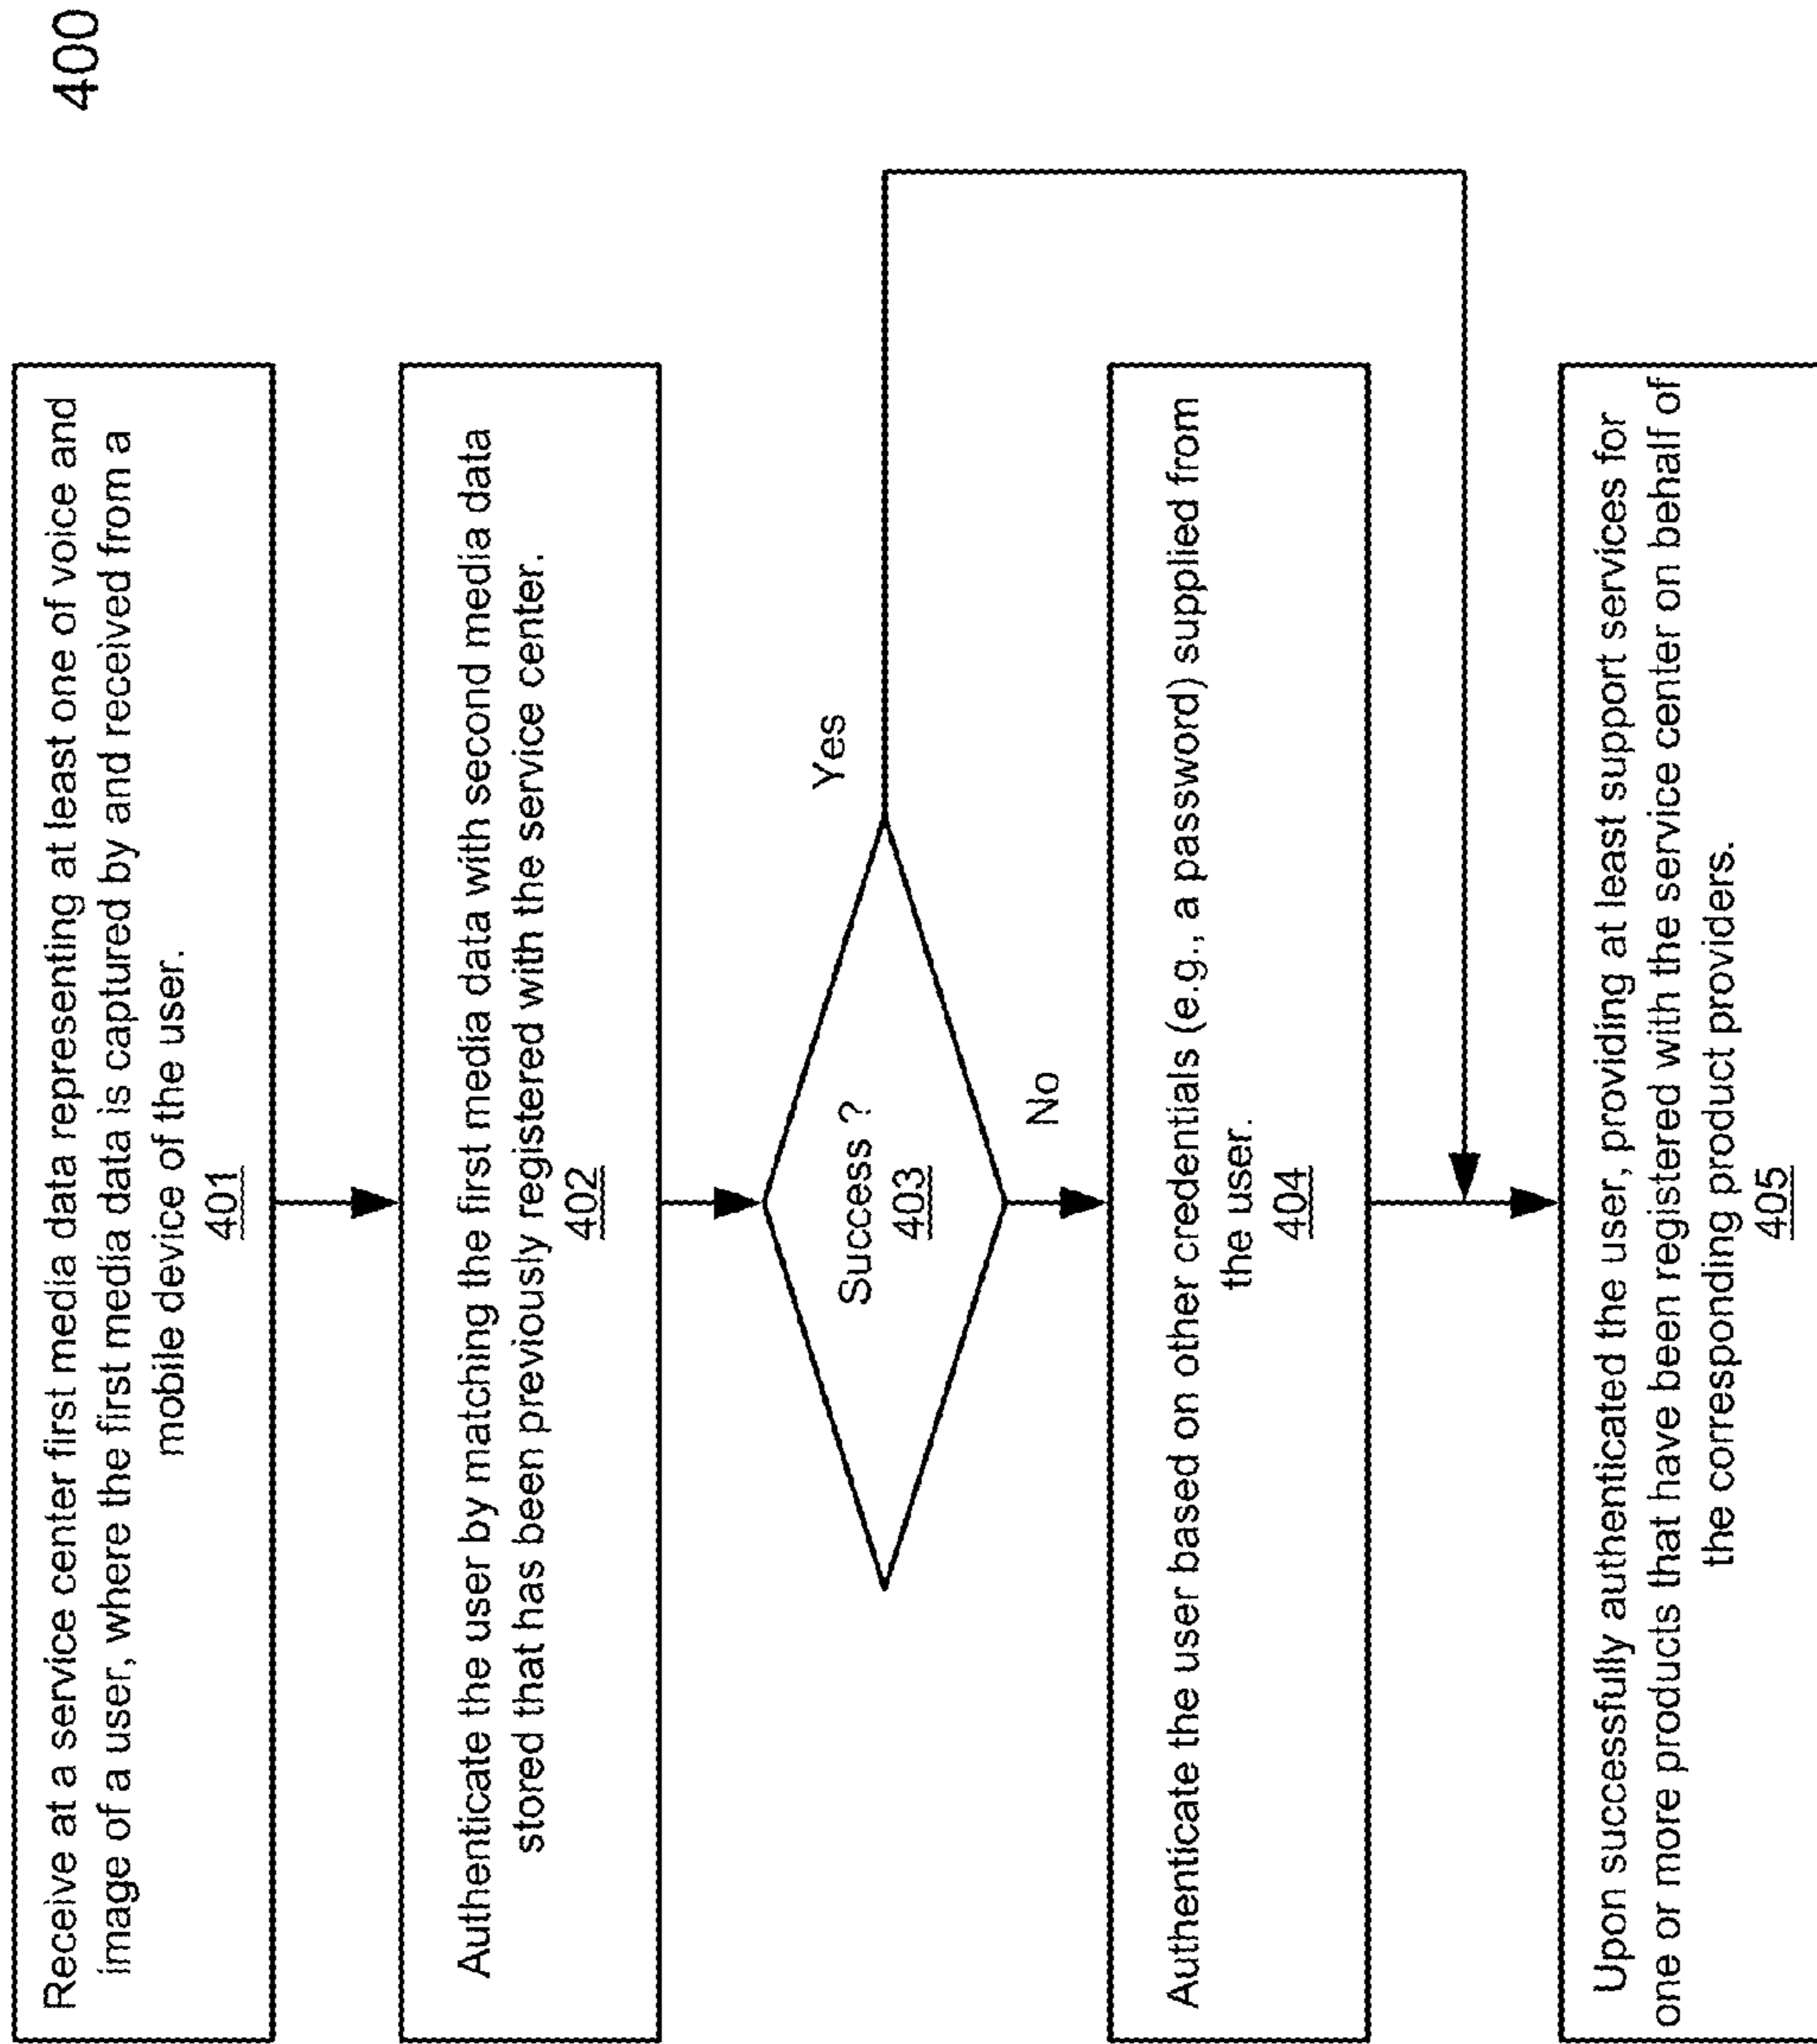 400
Receive at a service center first media data representing at least one of voice and
image of a user, where the first media data is captured by and received from a
mobile device of the user.
401
Authenticate the user by matching the first media data with second media data
stored that has been previously registered with the service center.
402
Success ?
403
Yes
No
Authenticate the user based on other credentials (e.g., a password) supplied from
the user.
404
Upon successfully authenticated the user, providing at least support services for
one or more products that have been registered with the service center on behalf of
the corresponding product providers.
405